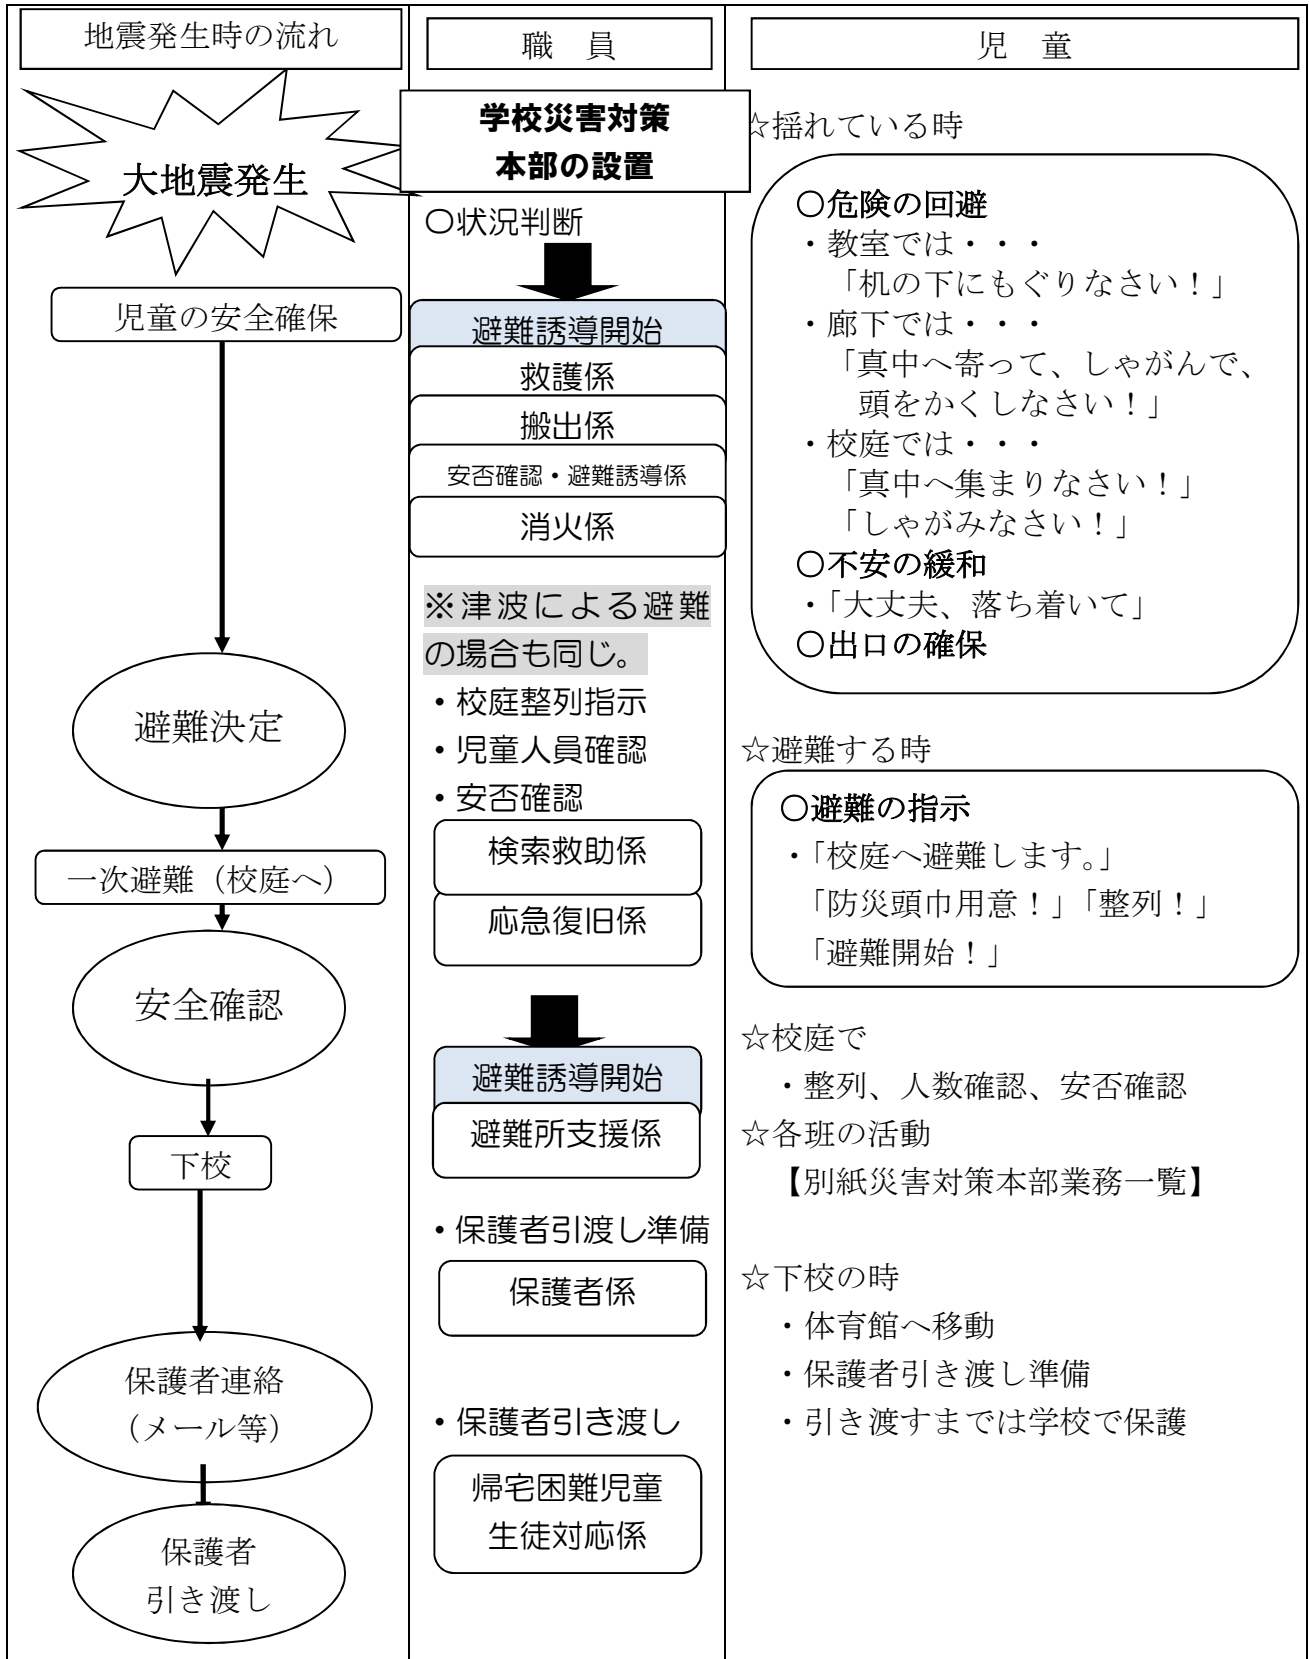 地震発生時の流れ
大地震発生
児童の安全確保
避難決定
一次避難（校庭へ）
安全確認
下校
保護者連絡
（メール等）
保護者
引き渡し
職　員
学校災害対策
本部の設置
〇状況判断
避難誘導開始
救護係
搬出係
安否確認・避難誘導係
消火係
※津波による避難
の場合も同じ。
・校庭整列指示
・児童人員確認
・安否確認
検索救助係
応急復旧係
避難誘導開始
避難所支援係
・保護者引渡し準備
保護者係
・保護者引き渡し
帰宅困難児童
生徒対応係
児　童
☆揺れている時
〇危険の回避
・教室では・・・
「机の下にもぐりなさい！」
・廊下では・・・
「真中へ寄って、しゃがんで、
頭をかくしなさい！」
・校庭では・・・
「真中へ集まりなさい！」
「しゃがみなさい！」
〇不安の緩和
・「大丈夫、落ち着いて」
〇出口の確保
☆避難する時
〇避難の指示
・「校庭へ避難します。」
「防災頭巾用意！」「整列！」
「避難開始！」
☆校庭で
・整列、人数確認、安否確認
☆各班の活動
【別紙災害対策本部業務一覧】
☆下校の時
・体育館へ移動
・保護者引き渡し準備
・引き渡すまでは学校で保護